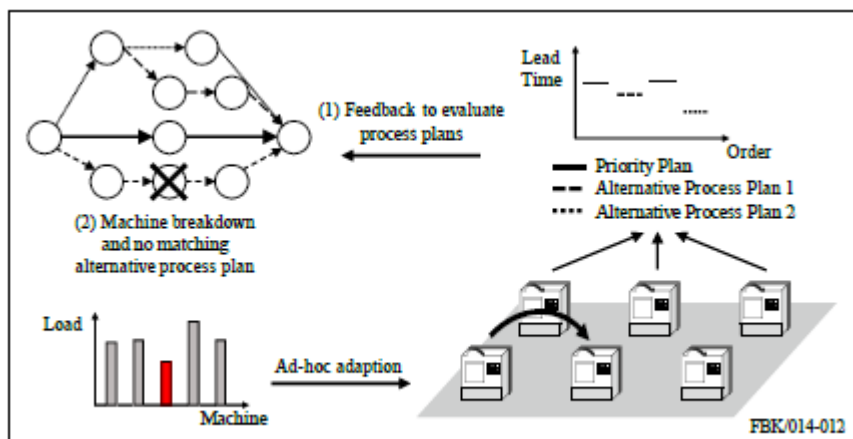 (1) Feedback to evaluate
process plans
Lead
Time
Order
Priority Plan
Alternative Process Plan 1
Alternative Process Plan 2
(2) Machine breakdown
and no matching
alternative process plan
Load
Machine
Ad-hoc adaption
FBK/014-012